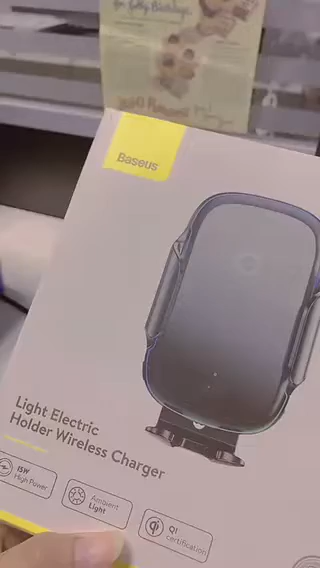 Baseus
Light Electric
Holder Wireless Charger
15W
High Power
Ambient
Light
QI
certification